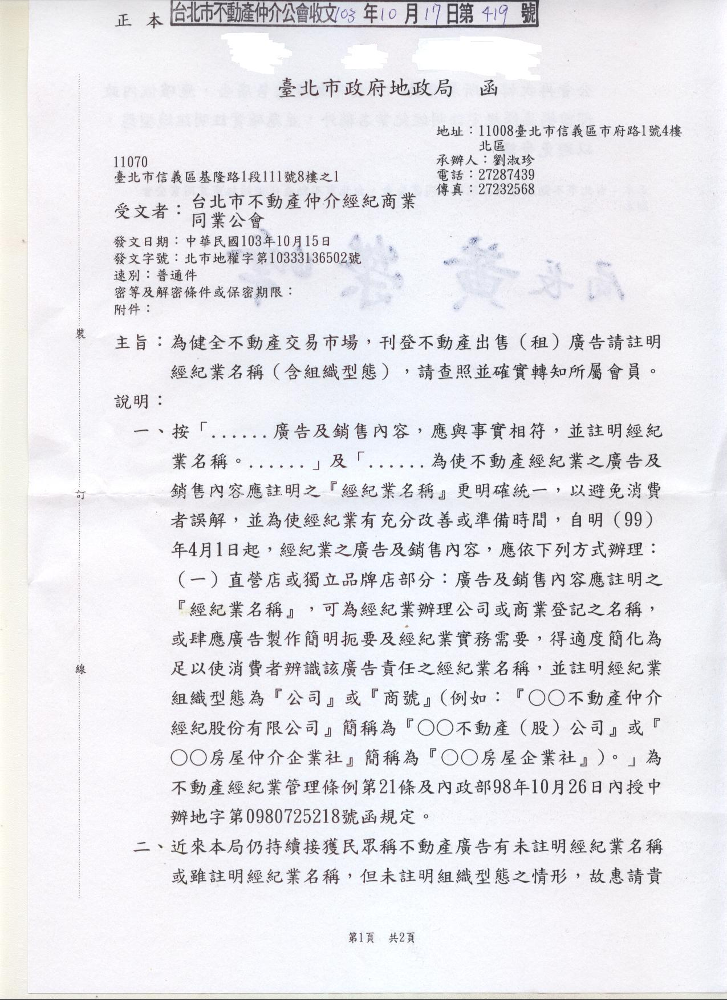 正本
台北市不動產仲介公會收文103年10月17日第419號
臺北市政府地政局 函
地址：11008臺北市信義區市府路1號4樓
北區
承辦人：劉淑珍
電話：27287439
傳真：27232568
11070
臺北市信義區基隆路1段111號8樓之1
受文者：台北市不動產仲介經紀商業
同業公會
發文日期：中華民國103年10月15日
發文字號：北市地權字第10333136502號
速別：普通件
密等及解密條件或保密期限：
附件：
主旨：為健全不動產交易市場，刊登不動產出售（租）廣告請註明
經紀業名稱（含組織型態），請查照並確實轉知所屬會員。
說明：
一、按「......廣告及銷售內容，應與事實相符，並註明經紀
業名稱。......」及「......為使不動產經紀業之廣告及
銷售內容應註明之『經紀業名稱』更明確統一，以避免消費
者誤解，並為使經紀業有充分改善或準備時間，自明（99）
年4月1日起，經紀業之廣告及銷售內容，應依下列方式辦理：
（一）直營店或獨立品牌店部分：廣告及銷售內容應註明之
『經紀業名稱』，可為經紀業辦理公司或商業登記之名稱，
或肆應廣告製作簡明扼要及經紀業實務需要，得適度簡化為
足以使消費者辨識該廣告責任之經紀業名稱，並註明經紀業
組織型態為『公司』或『商號』（例如：『○○不動產仲介
經紀股份有限公司』簡稱為『○○不動產（股）公司』或『
○○房屋仲介企業社』簡稱為『○○房屋企業社』）。」為
不動產經紀業管理條例第21條及內政部98年10月26日內授中
辦地字第0980725218號函規定。
二、近來本局仍持續接獲民眾稱不動產廣告有未註明經紀業名稱
或雖註明經紀業名稱，但未註明組織型態之情形，故惠請貴
裝
訂
線
第1頁 共2頁